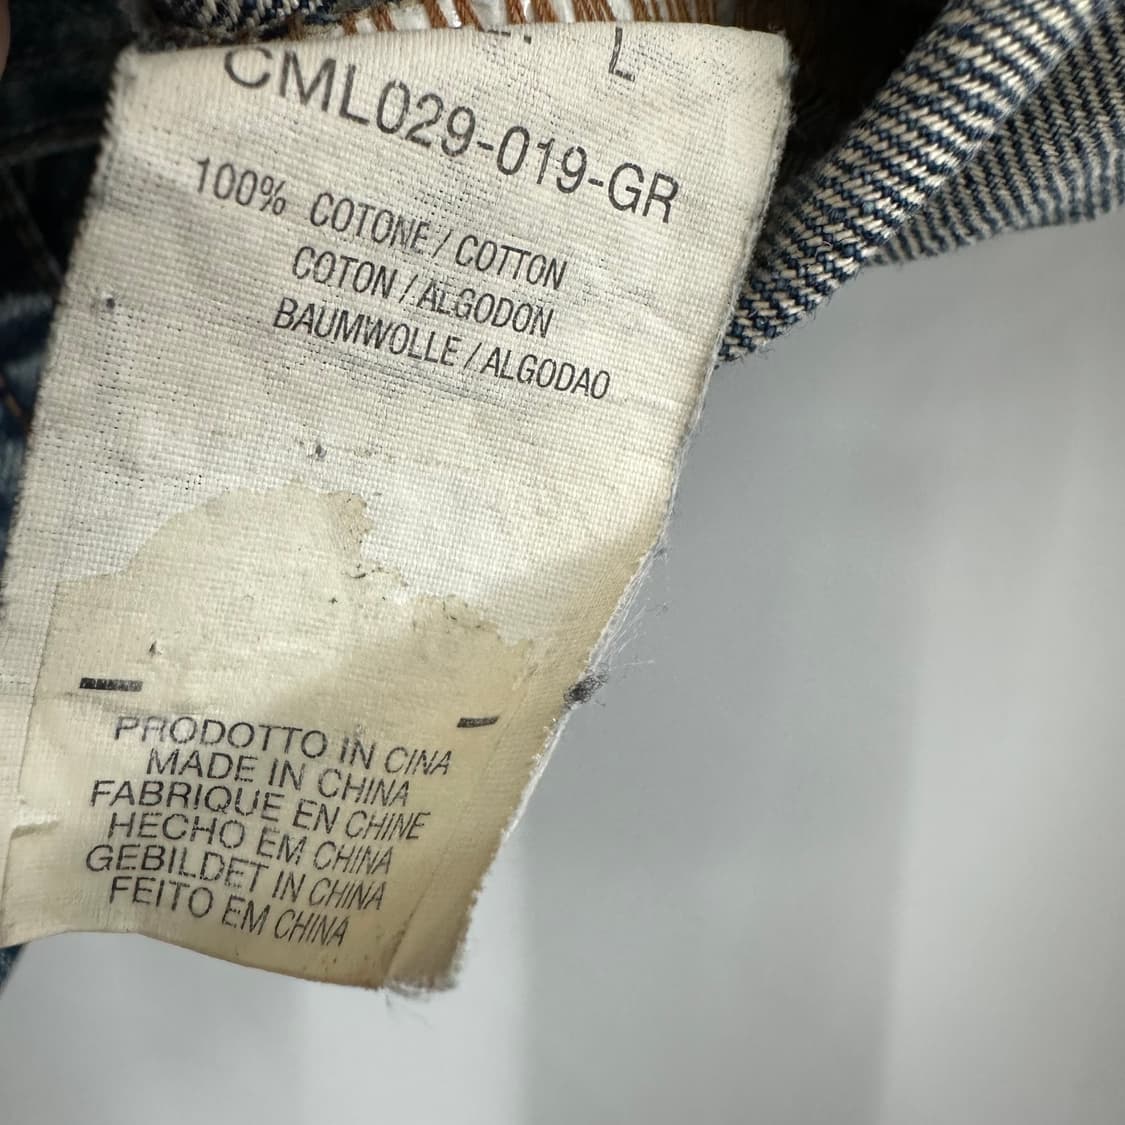 L
CML029-019-GR
100% COTONE / COTTON
COTON / ALGODON
BAUMWOLLE / ALGODAO
PRODOTTO IN CINA
MADE IN CHINA
FABRIQUE EN CHINE
HECHO EM CHINA
GEBILDET IN CHINA
FEITO EM CHINA